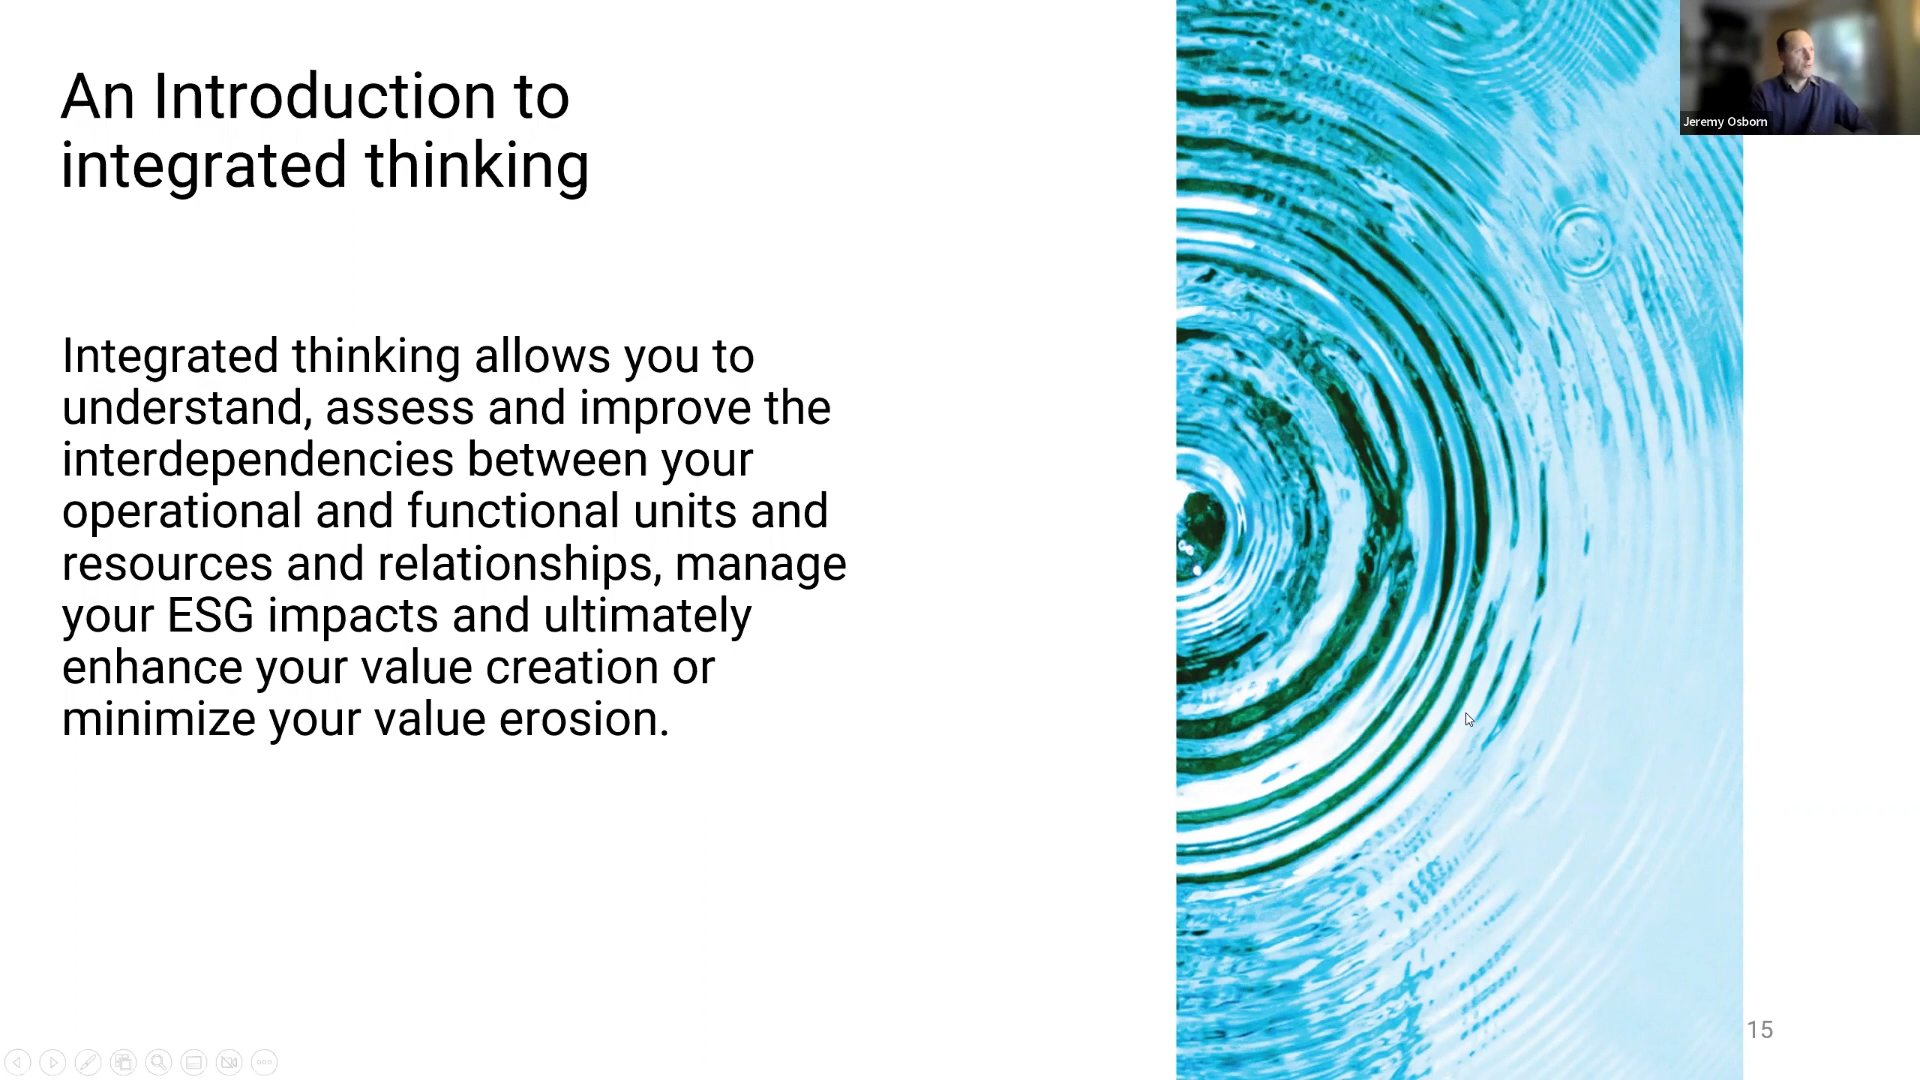 An Introduction to
integrated thinking
Integrated thinking allows you to
understand, assess and improve the
interdependencies between your
operational and functional units and
resources and relationships, manage
your ESG impacts and ultimately
enhance your value creation or
minimize your value erosion.
Jeremy Osborn
15